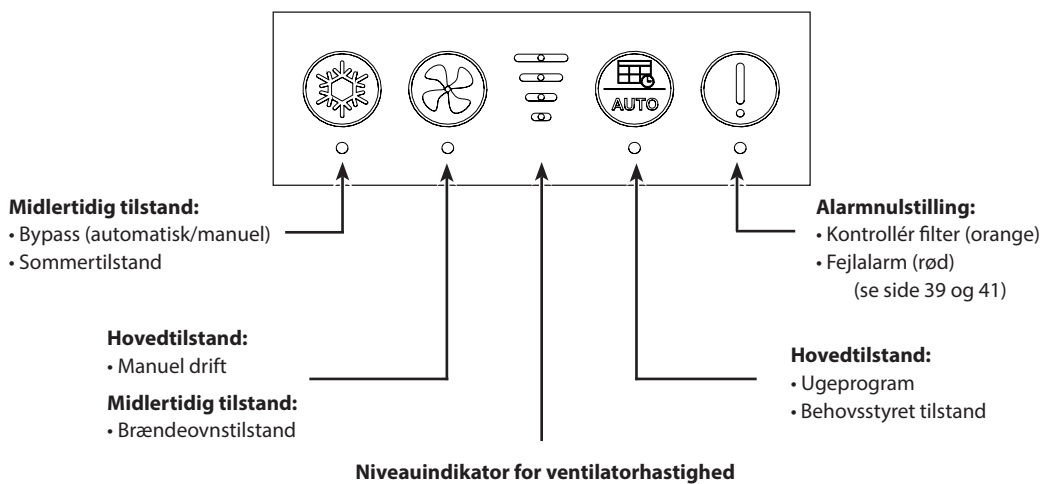 AUTO
Midlertidig tilstand:
• Bypass (automatisk/manuel)
• Sommertilstand
Alarmnulstilling:
• Kontrollér filter (orange)
• Fejlalarm (rød)
(se side 39 og 41)
Hovedtilstand:
• Manuel drift
Midlertidig tilstand:
• Brændeovnstilstand
Hovedtilstand:
• Ugeprogram
• Behovsstyret tilstand
Niveauindikator for ventilatorhastighed